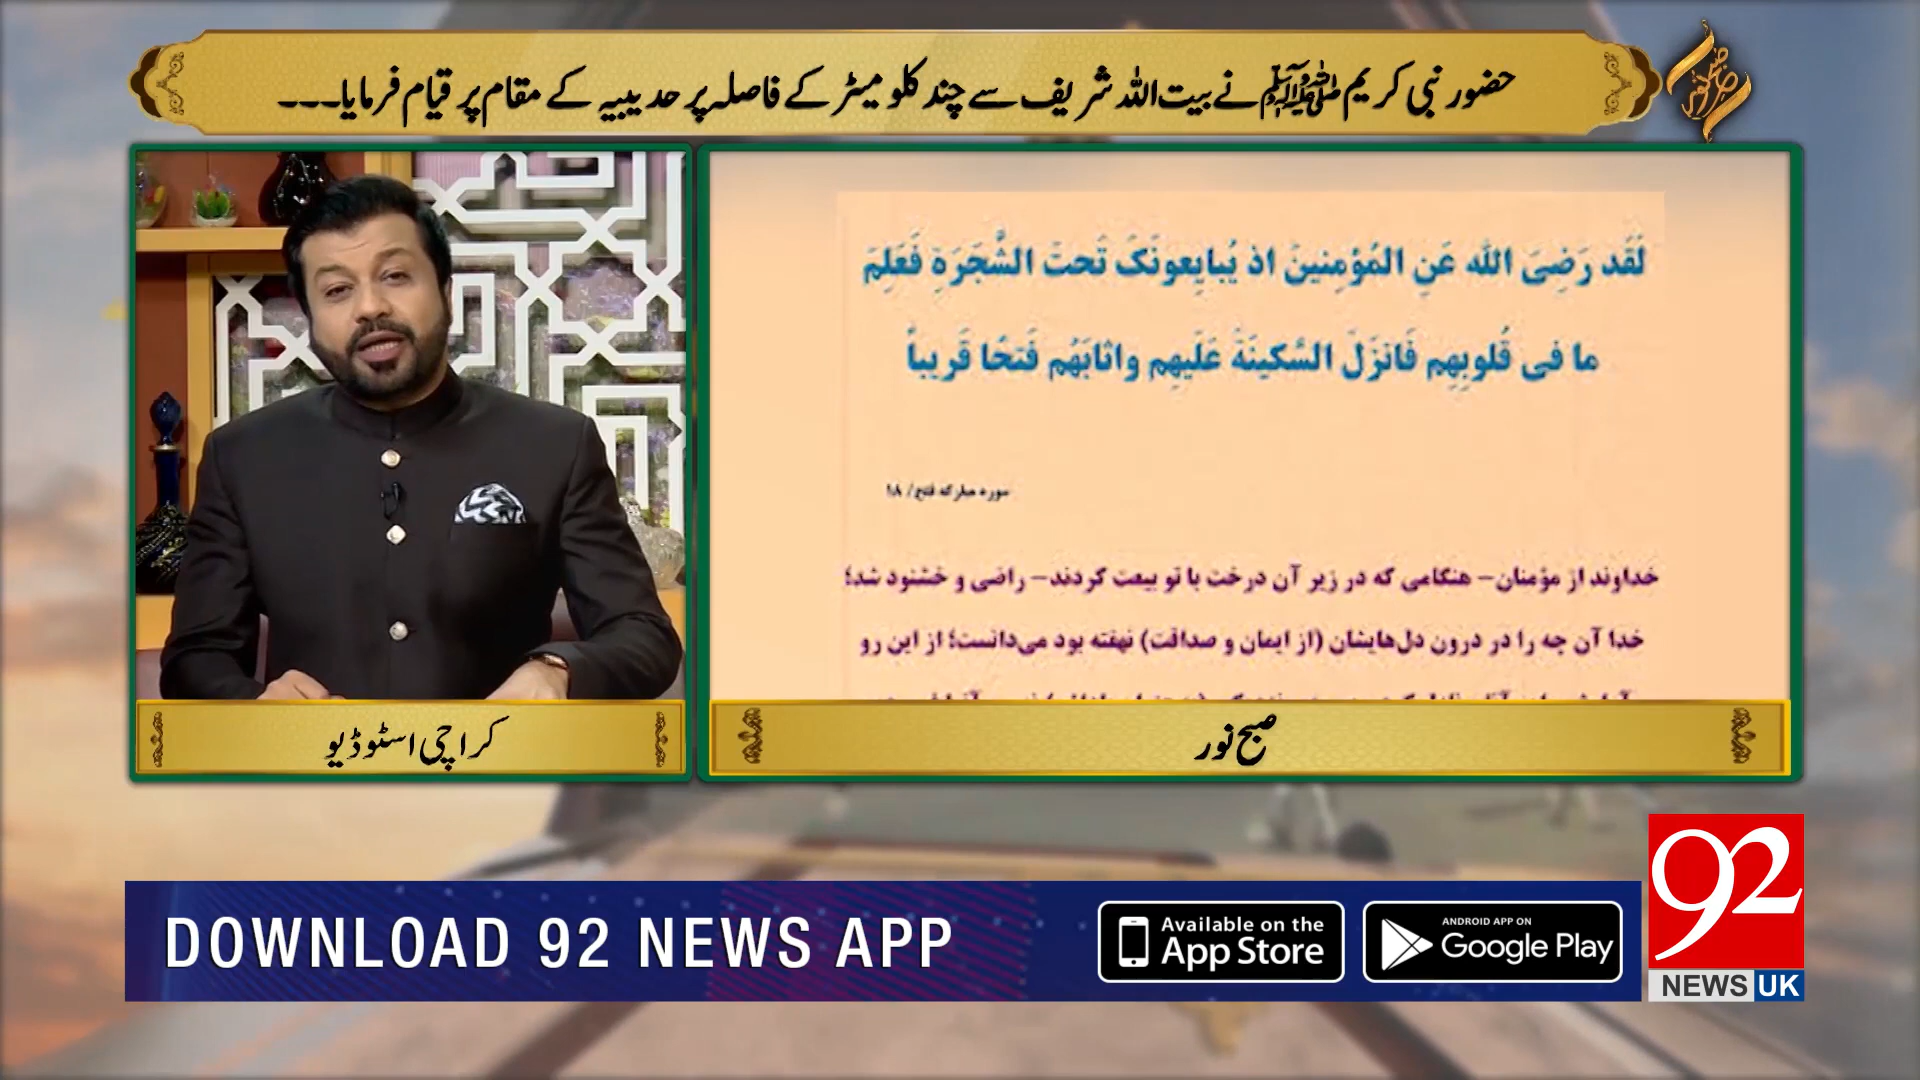 حضور نبی کریم ﷺ نے بیت اللہ شریف سے چند کلو میٹر کے فاصلہ پر حدیبیہ کے مقام پر قیام فرمایا۔۔۔
صبح نور
لَقَد رَضِیَ اللّٰه عَنِ المُؤمِنینَ اذ یُبایِعونَکَ تَحتَ الشَّجَرَةِ فَعَلِمَ
ما فی قُلوبِهِم فَانزَلَ السَّکینَةَ عَلَیهِم واثابَهُم فَتحًا قَریباً
سوره مبارکه فتح/ ۱۸
خداوند از مؤمنان- هنگامی که در زیر آن درخت با تو بیعت کردند- راضی و خشنود شد؛
خدا آن چه را در درون دل‌هایشان (از ایمان و صداقت) نهفته بود می‌دانست؛ از این رو
کراچی اسٹوڈیو
صبح نور
DOWNLOAD 92 NEWS APP
Available on the
App Store
ANDROID APP ON
Google Play
92
NEWS UK